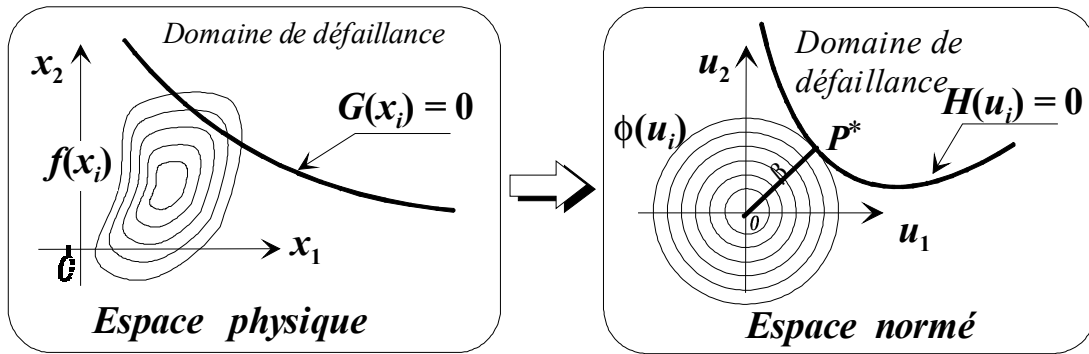 Domaine de défaillance
x₂
G(xᵢ) = 0
f(xᵢ)
x₁
Espace physique
Domaine de
défaillance
u₂
H(uᵢ) = 0
ϕ(uᵢ)
P*
β
0
u₁
Espace normé